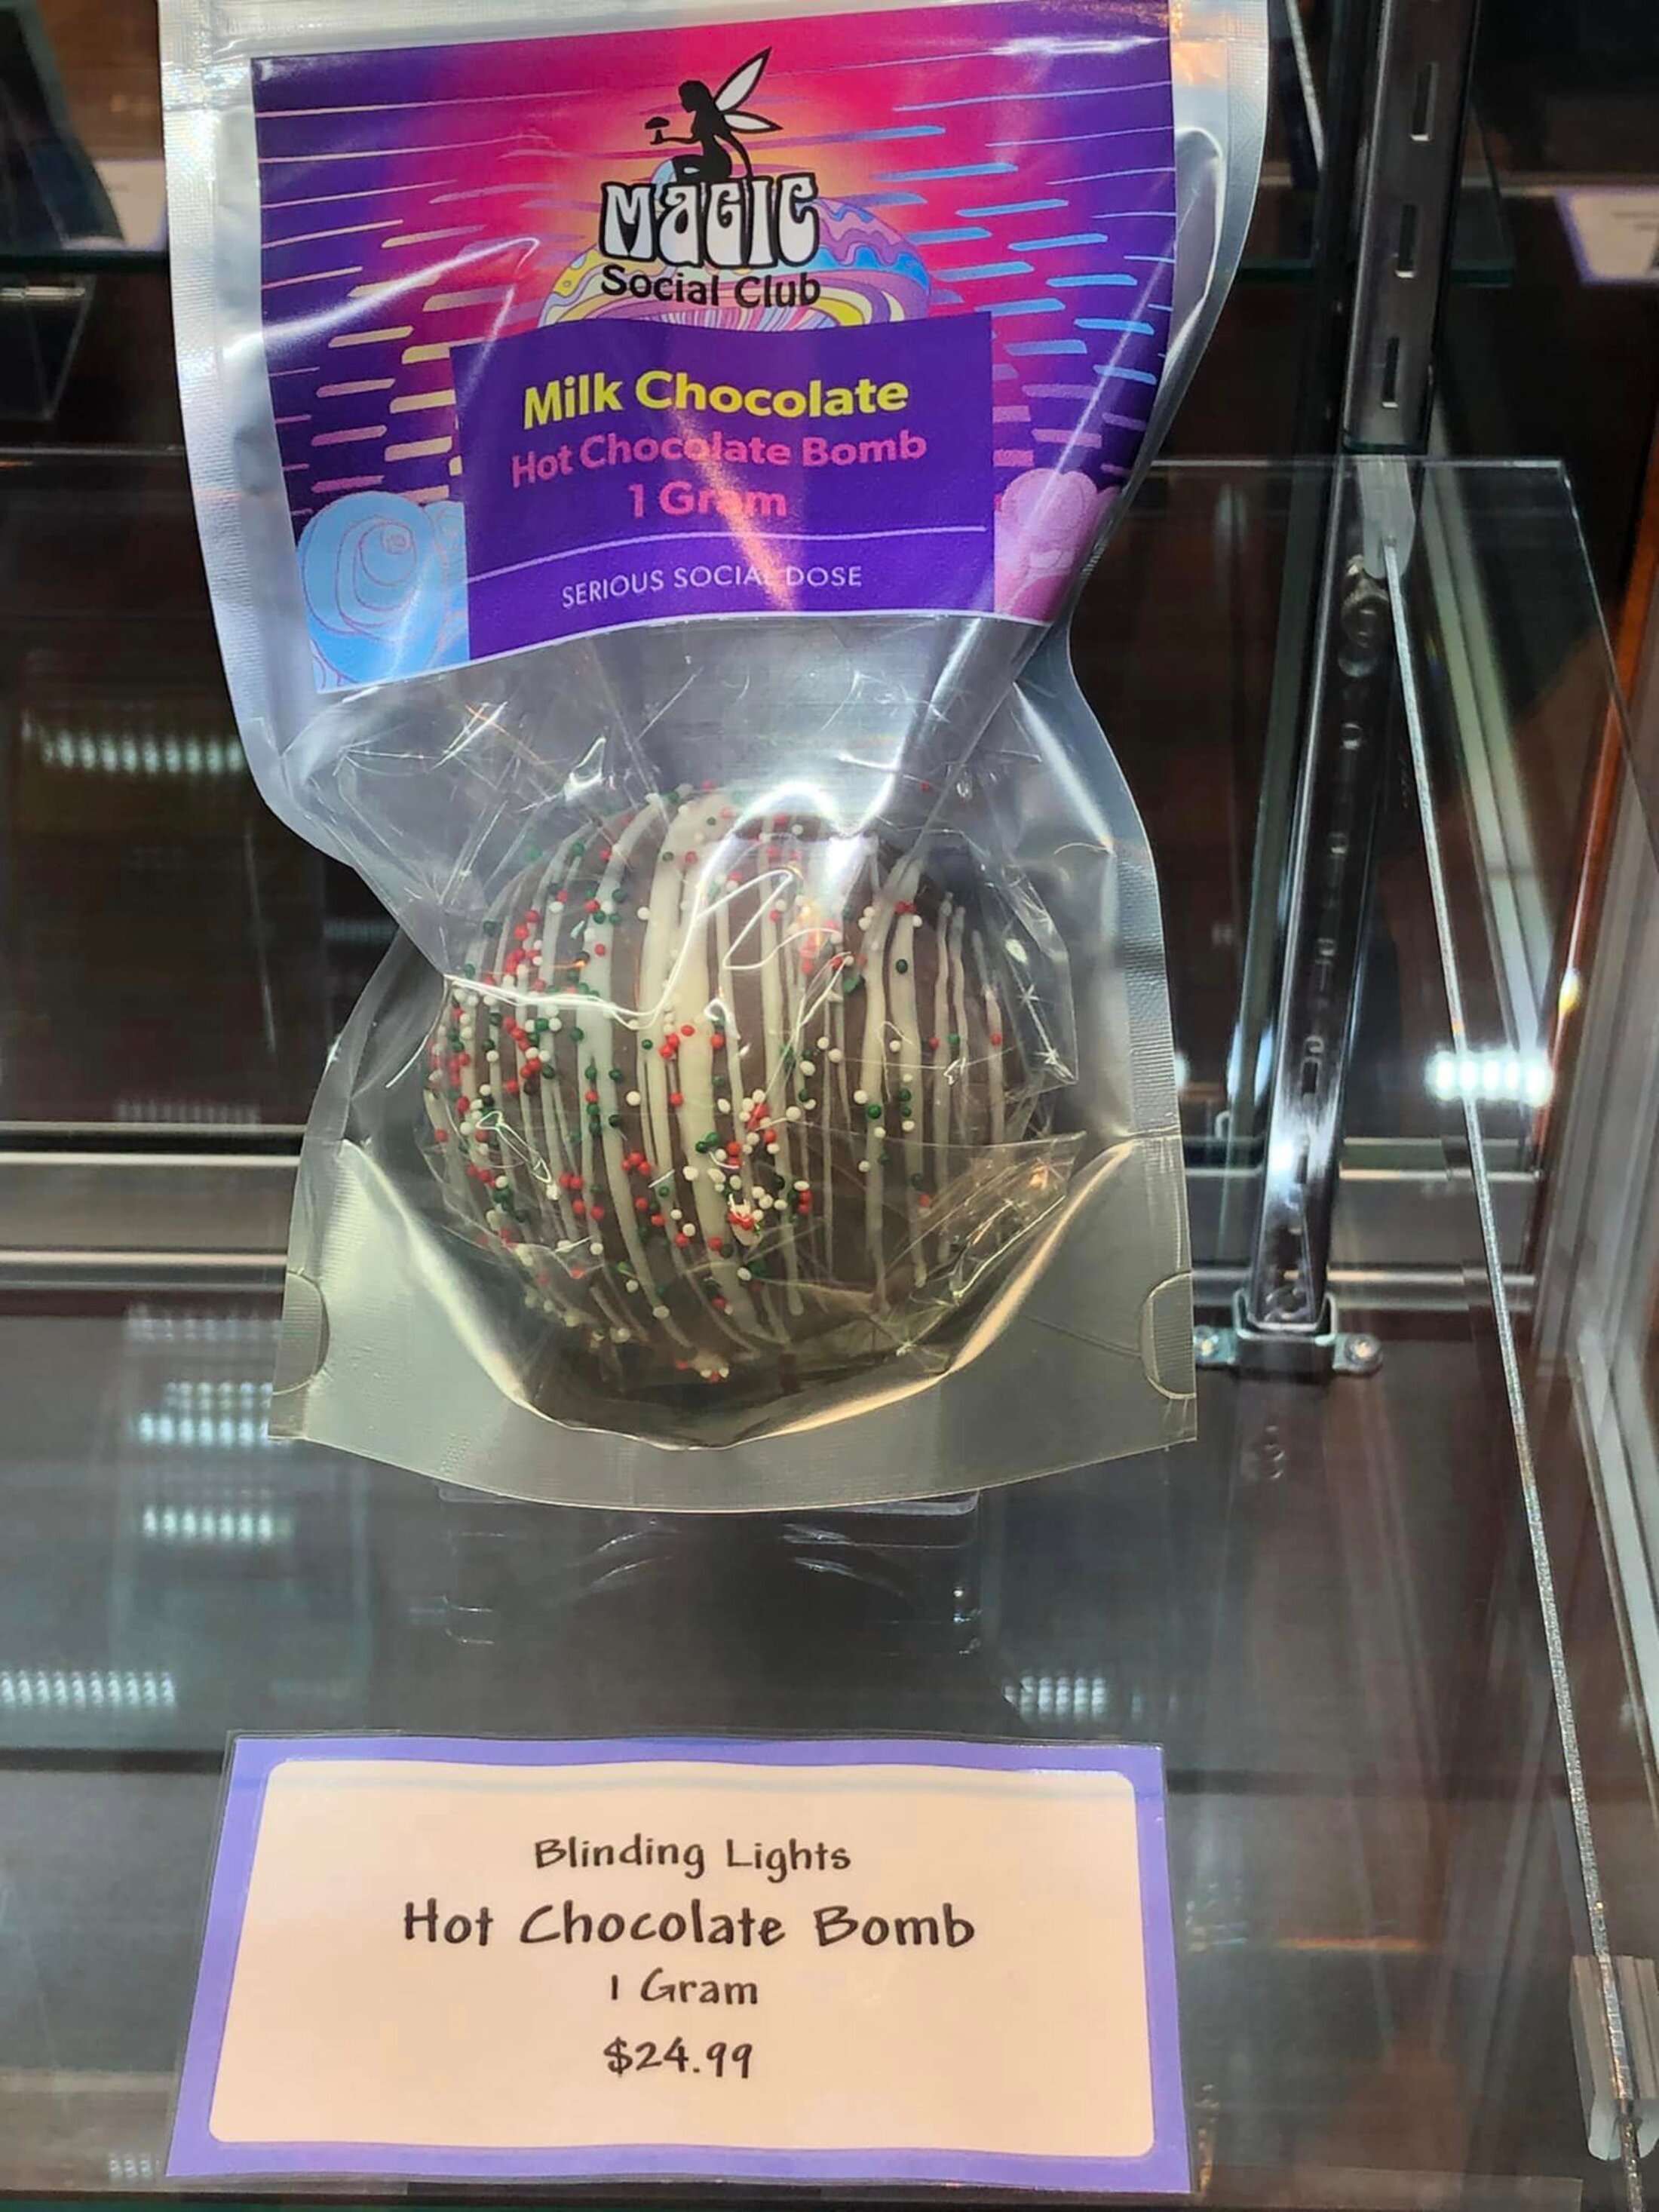 MAGIC
Social Club
Milk Chocolate
Hot Chocolate Bomb
1 Gram
SERIOUS SOCIAL DOSE
Blinding Lights
Hot Chocolate Bomb
1 Gram
$24.99